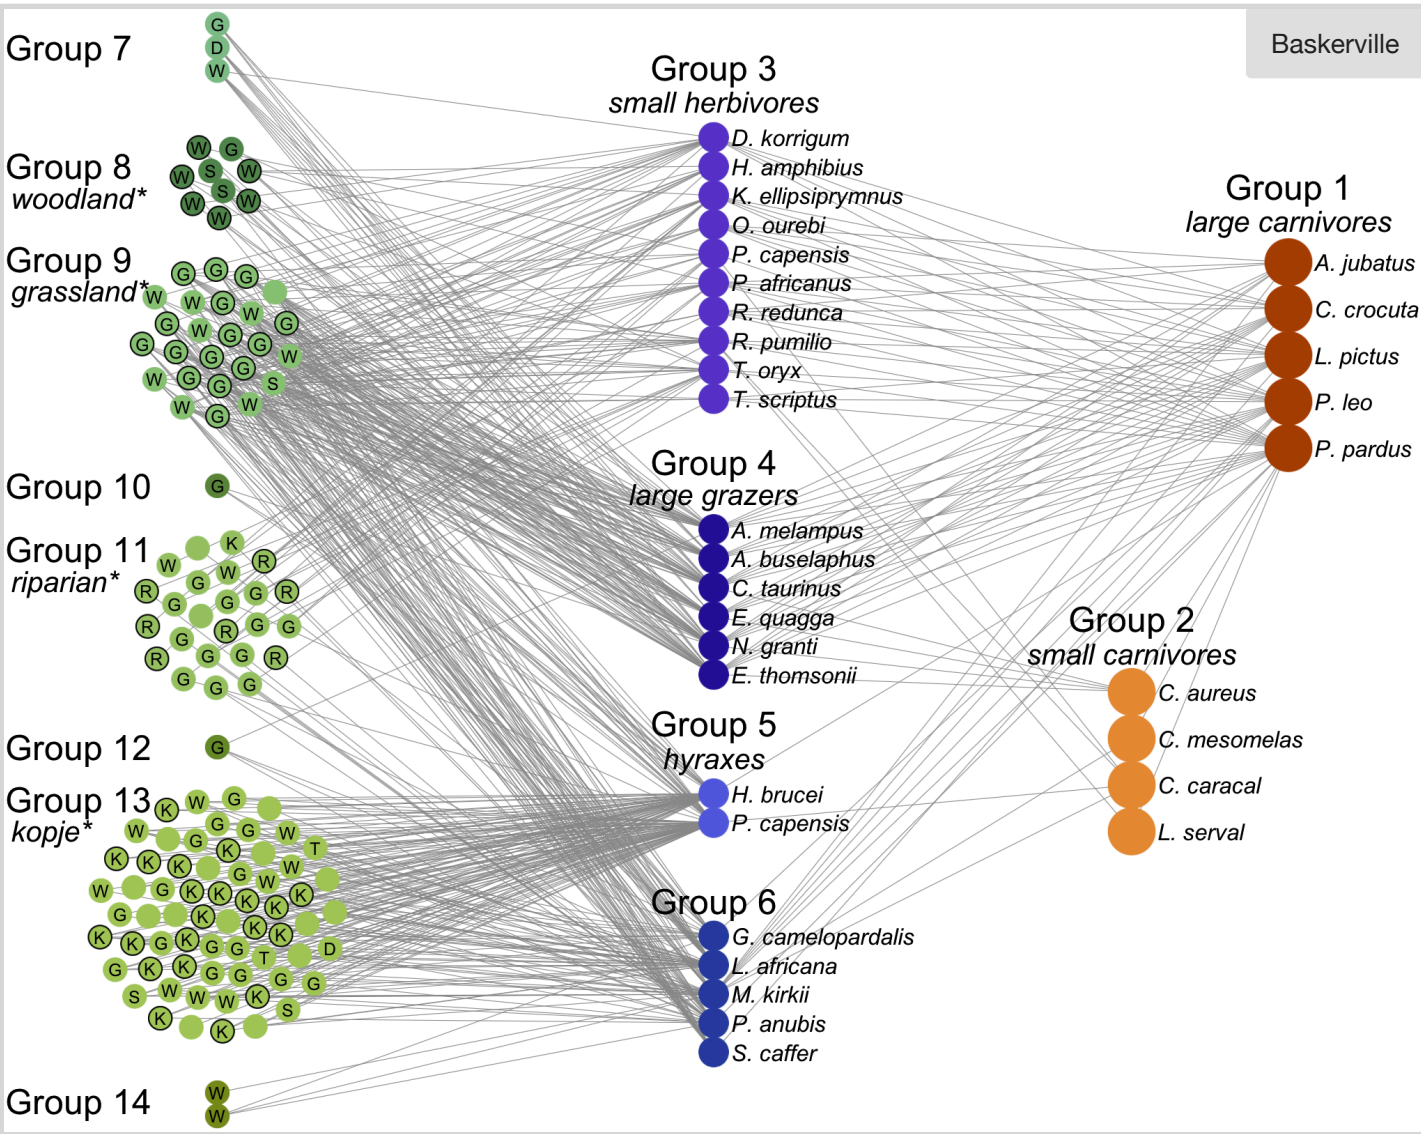 Baskerville
Group 7
G
D
W
Group 8
woodland*
W
G
S
W
W
S
W
W
W
Group 9
grassland*
G
G
G
W
W
G
W
G
G
W
G
G
G
G
G
W
G
W
G
G
S
W
W
G
Group 10
G
Group 11
riparian*
K
W
R
W
G
R
G
G
G
R
R
R
G
G
G
R
G
G
R
G
G
G
Group 12
G
Group 13
kopje*
K
W
G
W
G
G
W
G
K
T
K
K
K
G
W
W
W
G
K
K
K
K
K
G
K
K
K
K
K
G
K
G
G
T
D
G
K
K
G
G
G
G
S
W
W
W
K
S
K
K
Group 14
W
W
Group 3
small herbivores
D. korrigum
H. amphibius
K. ellipsiprymnus
O. ourebi
P. capensis
P. africanus
R. redunca
R. pumilio
T. oryx
T. scriptus
Group 4
large grazers
A. melampus
A. buselaphus
C. taurinus
E. quagga
N. granti
E. thomsonii
Group 5
hyraxes
H. brucei
P. capensis
Group 6
G. camelopardalis
L. africana
M. kirkii
P. anubis
S. caffer
Group 1
large carnivores
A. jubatus
C. crocuta
L. pictus
P. leo
P. pardus
Group 2
small carnivores
C. aureus
C. mesomelas
C. caracal
L. serval